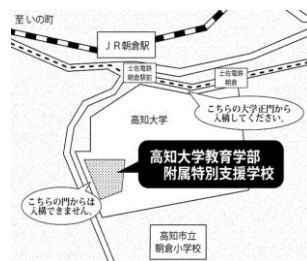 至いの町
JR朝倉駅
土佐電鉄
朝倉駅前
土佐電鉄
朝倉
こちらの大学正門から
入構してください。
高知大学
高知大学教育学部
附属特別支援学校
こちらの門からは
入構できません。
高知市立
朝倉小学校